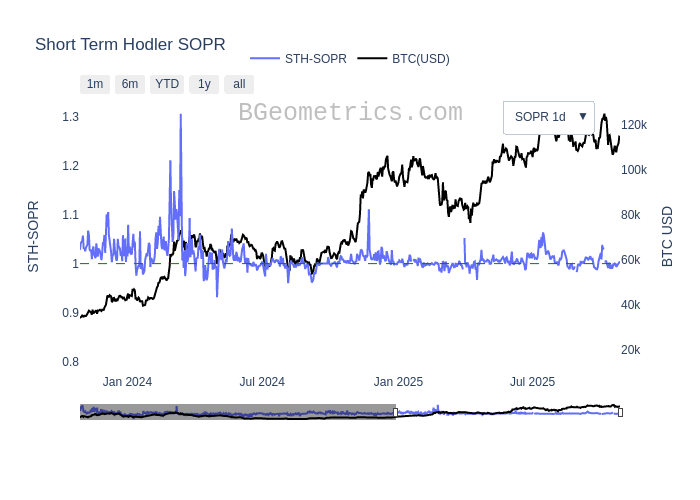 Short Term Hodler SOPR
STH-SOPR BTC(USD)
1m 6m YTD 1y all
BGeometrics.com
SOPR 1d ▼
1.3
1.2
1.1
1
0.9
0.8
STH-SOPR
120k
100k
80k
60k
40k
20k
BTC USD
Jan 2024 Jul 2024 Jan 2025 Jul 2025